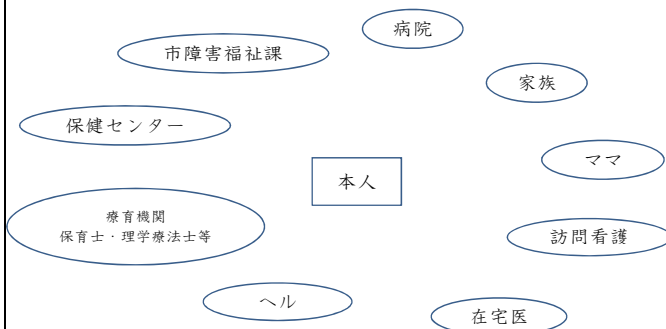 病院
市障害福祉課
家族
保健センター
ママ
本人
療育機関
保育士・理学療法士等
訪問看護
ヘル
在宅医